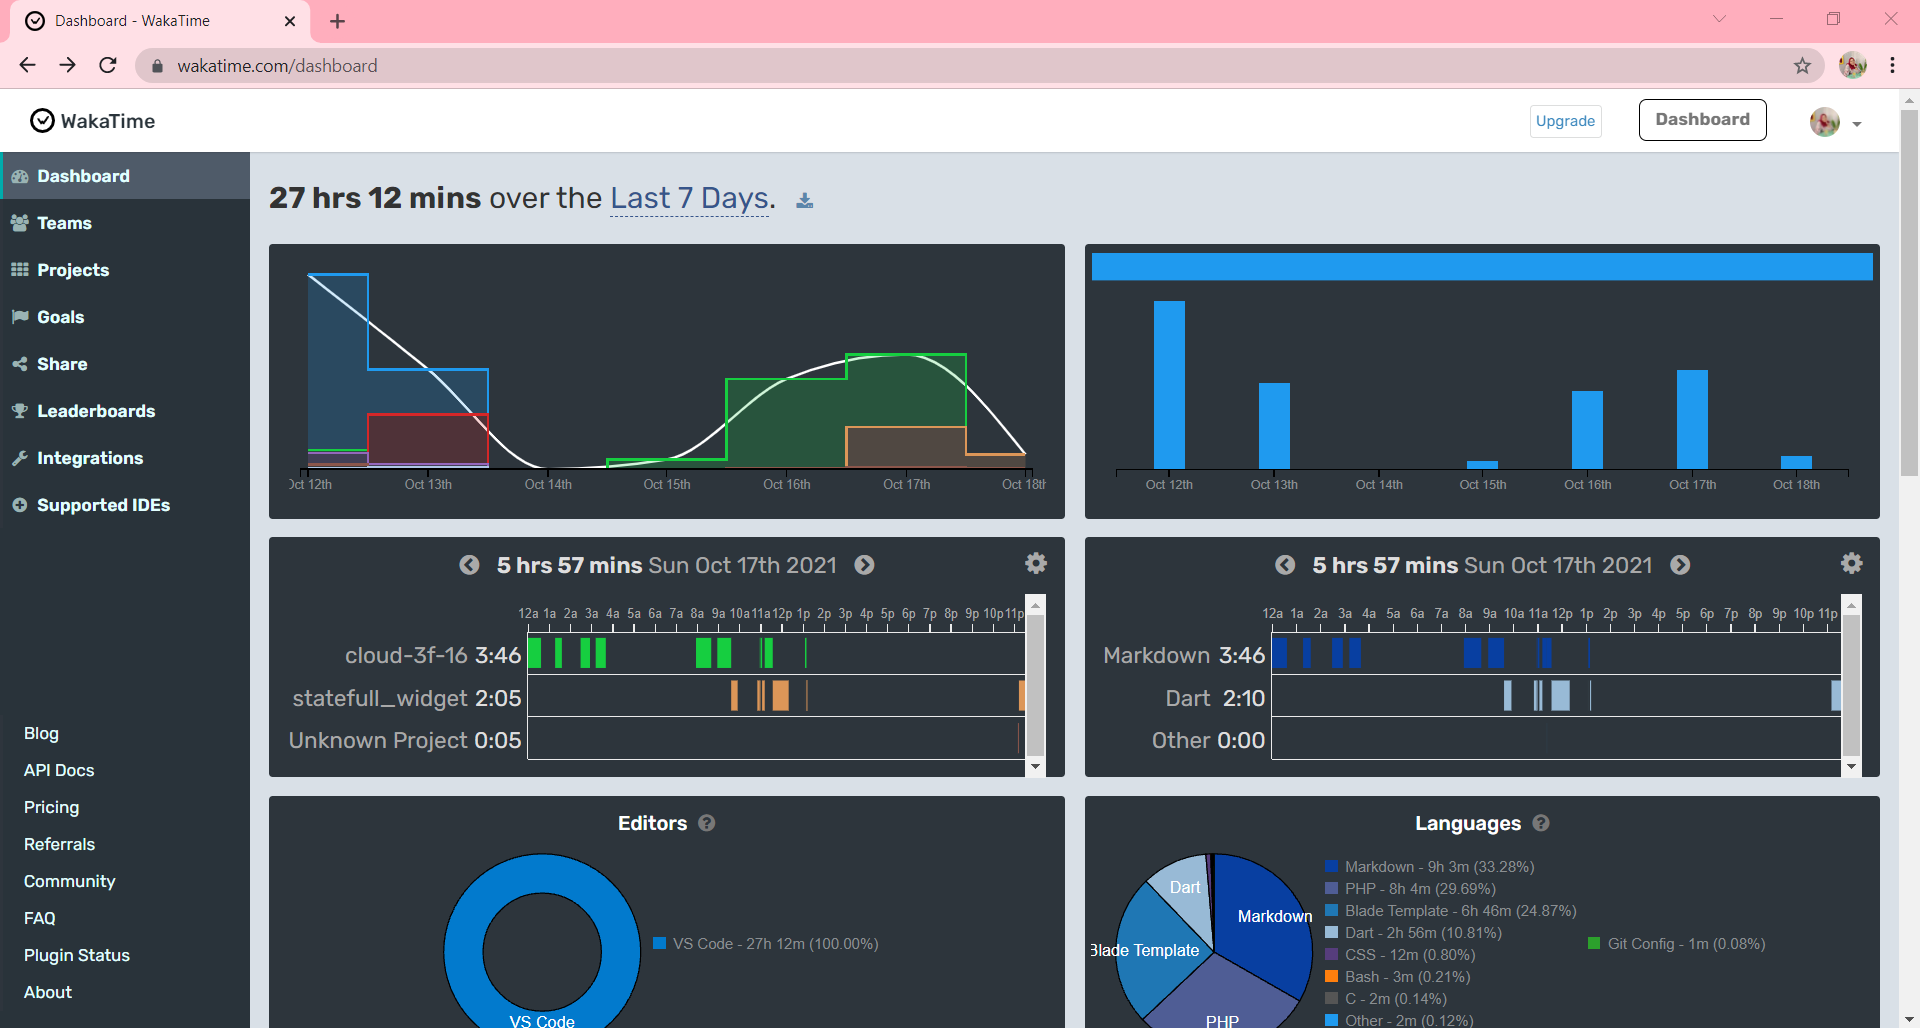 Dashboard - WakaTime
wakatime.com/dashboard
WakaTime
Upgrade
Dashboard
Dashboard
Teams
Projects
Goals
Share
Leaderboards
Integrations
Supported IDEs
Blog
API Docs
Pricing
Referrals
Community
FAQ
Plugin Status
About
27 hrs 12 mins over the Last 7 Days.
Oct 12th Oct 13th Oct 14th Oct 15th Oct 16th Oct 17th Oct 18th
Oct 12th Oct 13th Oct 14th Oct 15th Oct 16th Oct 17th Oct 18th
5 hrs 57 mins Sun Oct 17th 2021
12a 1a 2a 3a 4a 5a 6a 7a 8a 9a 10a 11a 12p 1p 2p 3p 4p 5p 6p 7p 8p 9p 10p 11p
cloud-3f-16 3:46
statefull_widget 2:05
Unknown Project 0:05
5 hrs 57 mins Sun Oct 17th 2021
12a 1a 2a 3a 4a 5a 6a 7a 8a 9a 10a 11a 12p 1p 2p 3p 4p 5p 6p 7p 8p 9p 10p 11p
Markdown 3:46
Dart 2:10
Other 0:00
Editors ?
VS Code
VS Code - 27h 12m (100.00%)
Languages ?
Dart
Markdown
Blade Template
PHP
Markdown - 9h 3m (33.28%)
PHP - 8h 4m (29.69%)
Blade Template - 6h 46m (24.87%)
Dart - 2h 56m (10.81%)
CSS - 12m (0.80%)
Bash - 3m (0.21%)
C - 2m (0.14%)
Other - 2m (0.12%)
Git Config - 1m (0.08%)